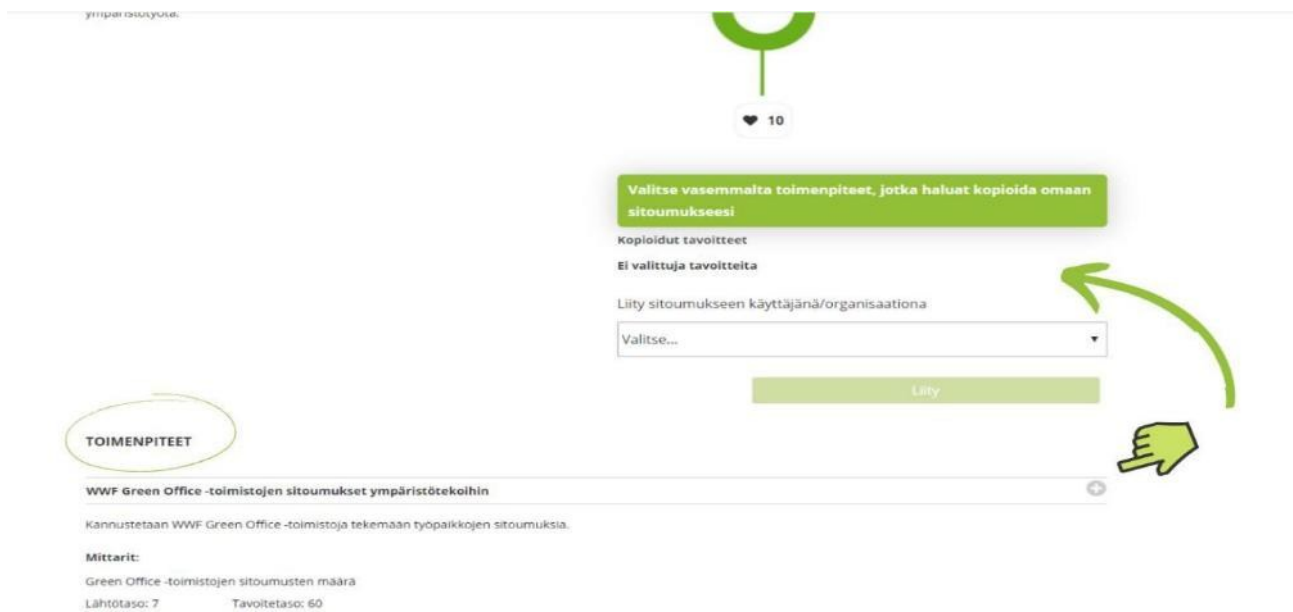 ympäristötyötä.
10
Valitse vasemmalta toimenpiteet, jotka haluat kopioida omaan
sitoumukseesi
Kopioidut tavoitteet
Ei valittuja tavoitteita
Liity sitoumukseen käyttäjänä/organisaationa
Valitse...
Liity
TOIMENPITEET
WWF Green Office -toimistojen sitoumukset ympäristötekoihin
Kannustetaan WWF Green Office -toimistoja tekemään työpaikkojen sitoumuksia.
Mittarit:
Green Office -toimistojen sitoumusten määrä
Lähtötaso: 7 Tavoitetaso: 60